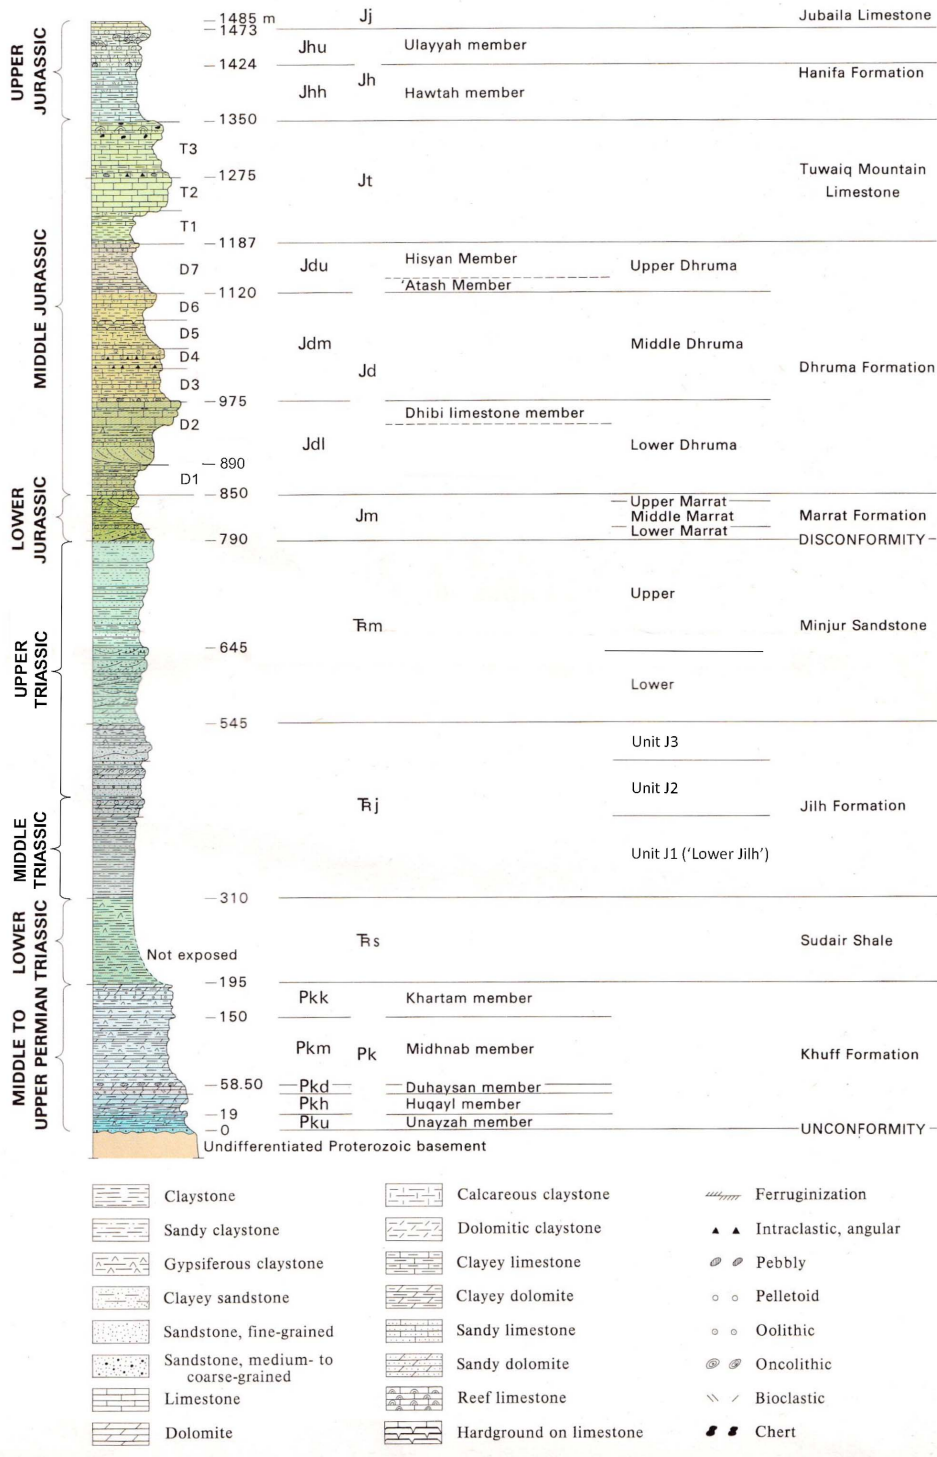 1485 m Jj Jubaila Limestone
1473
Jhu Ulayyah member
1424 Jh Hanifa Formation
Jhh Hawtah member
1350
UPPER
JURASSIC
T3
1275 Jt Tuwaiq Mountain
Limestone
T2
T1
1187
D7 Jdu Hisyan Member Upper Dhruma
'Atash Member
1120
D6
D5 Jdm Middle Dhruma
D4 Jd Dhruma Formation
D3
975
Dhibi limestone member
D2
Jdl Lower Dhruma
890
D1
850
MIDDLE JURASSIC
Upper Marrat
Jm Middle Marrat Marrat Formation
Lower Marrat
790 DISCONFORMITY
LOWER
JURASSIC
Upper
Ꞧm Minjur Sandstone
645
Lower
545
Unit J3
UPPER
TRIASSIC
Unit J2
Ꞧj Jilh Formation
Unit J1 ('Lower Jilh')
310
MIDDLE
TRIASSIC
Ꞧs Sudair Shale
Not exposed
195
LOWER
TRIASSIC
Pkk Khartam member
150
Pkm Pk Midhnab member Khuff Formation
58.50 Pkd Duhaysan member
Pkh Huqayl member
19
Pku Unayzah member
0 UNCONFORMITY
MIDDLE TO
UPPER PERMIAN
Undifferentiated Proterozoic basement
Claystone
Sandy claystone
Gypsiferous claystone
Clayey sandstone
Sandstone, fine-grained
Sandstone, medium- to
coarse-grained
Limestone
Dolomite
Calcareous claystone
Dolomitic claystone
Clayey limestone
Clayey dolomite
Sandy limestone
Sandy dolomite
Reef limestone
Hardground on limestone
Ferruginization
Intraclastic, angular
Pebbly
Pelletoid
Oolithic
Oncolithic
Bioclastic
Chert